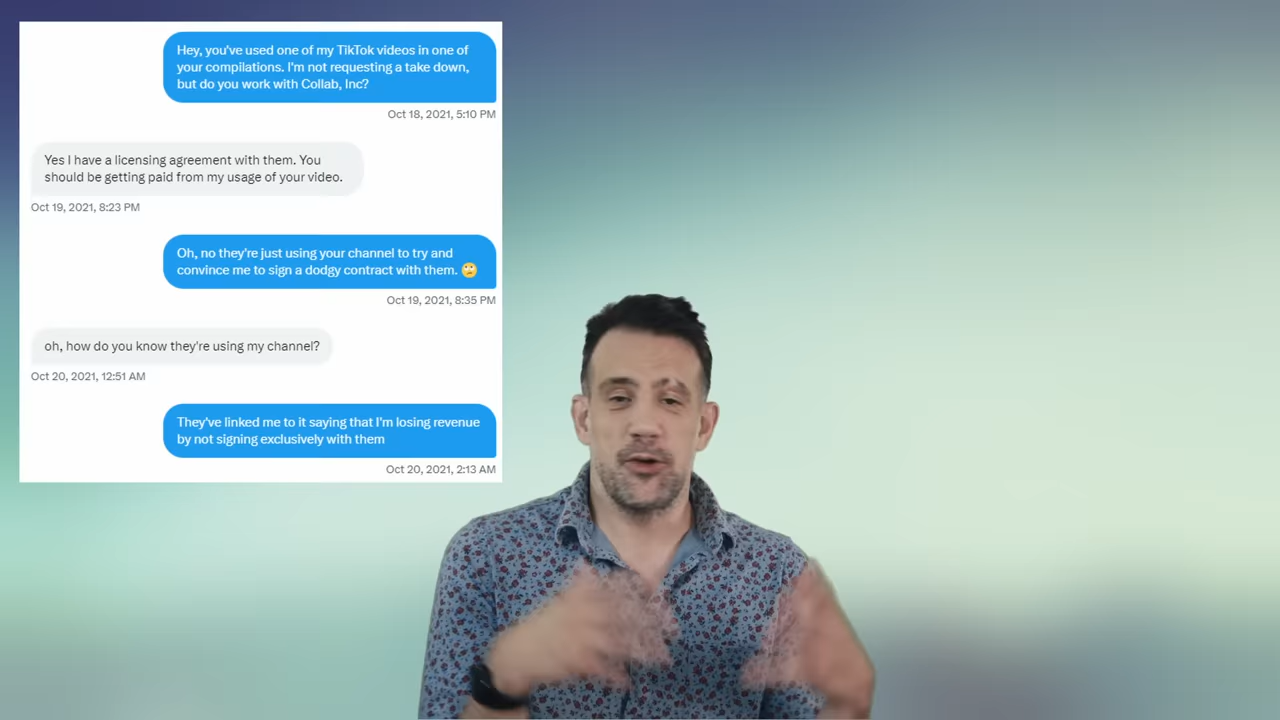 Hey, you've used one of my TikTok videos in one of
your compilations. I'm not requesting a take down,
but do you work with Collab, Inc?
Oct 18, 2021, 5:10 PM
Yes I have a licensing agreement with them. You
should be getting paid from my usage of your video.
Oct 19, 2021, 8:23 PM
Oh, no they're just using your channel to try and
convince me to sign a dodgy contract with them. 🙄
Oct 19, 2021, 8:35 PM
oh, how do you know they're using my channel?
Oct 20, 2021, 12:51 AM
They've linked me to it saying that I'm losing revenue
by not signing exclusively with them
Oct 20, 2021, 2:13 AM